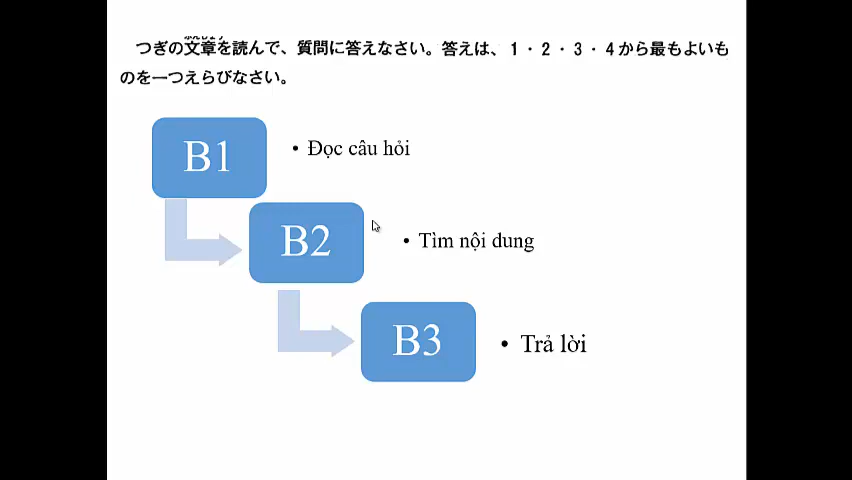 つぎの文章を読んで、質問に答えなさい。答えは、1・2・3・4から最もよいも
のを一つえらびなさい。
B1
• Đọc câu hỏi
B2
• Tìm nội dung
B3
• Trả lời